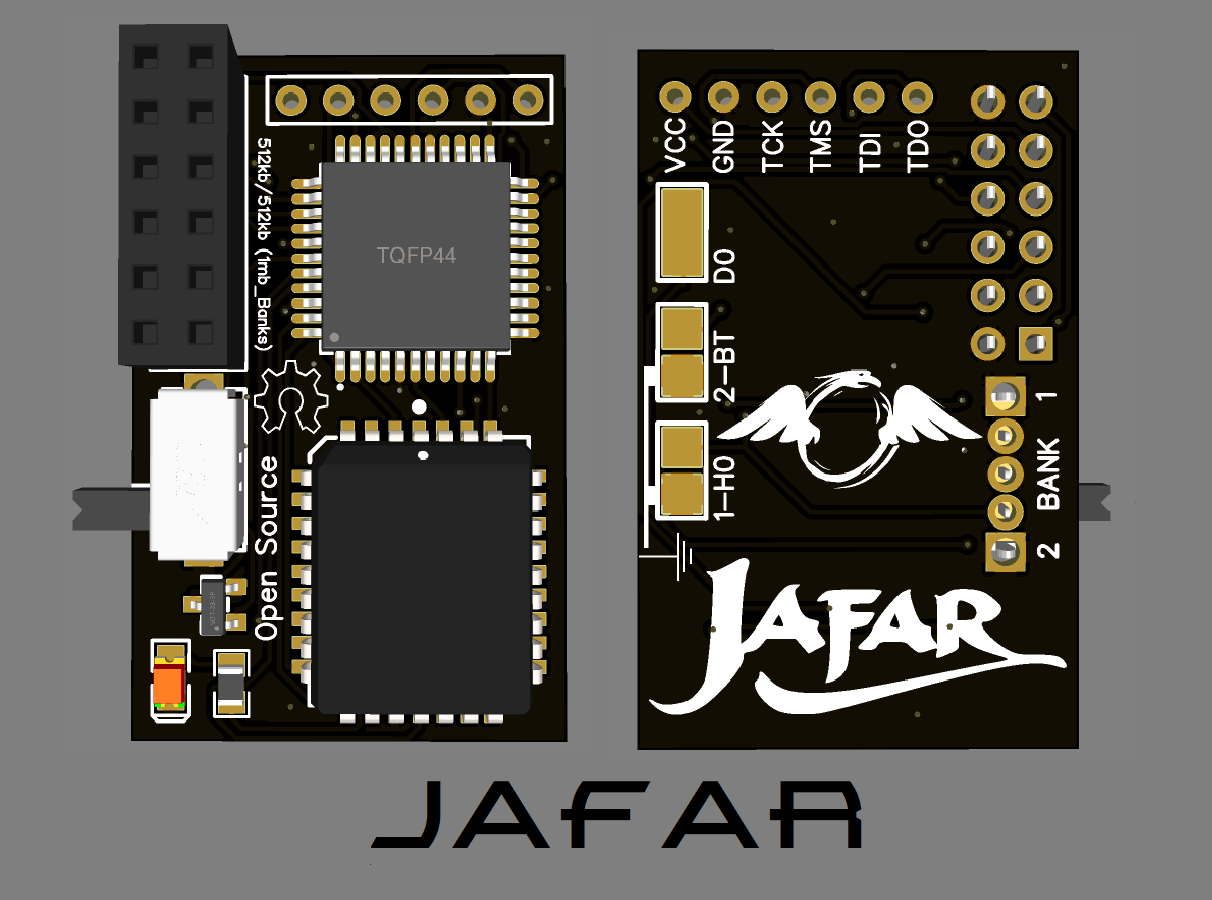 512kb/512kb (1mb_Banks)
TQFP44
Open Source
VCC
GND
TCK
TMS
TDI
TDO
D0
2-BT
1-H0
1
BANK
2
JAFAR
JAFAR